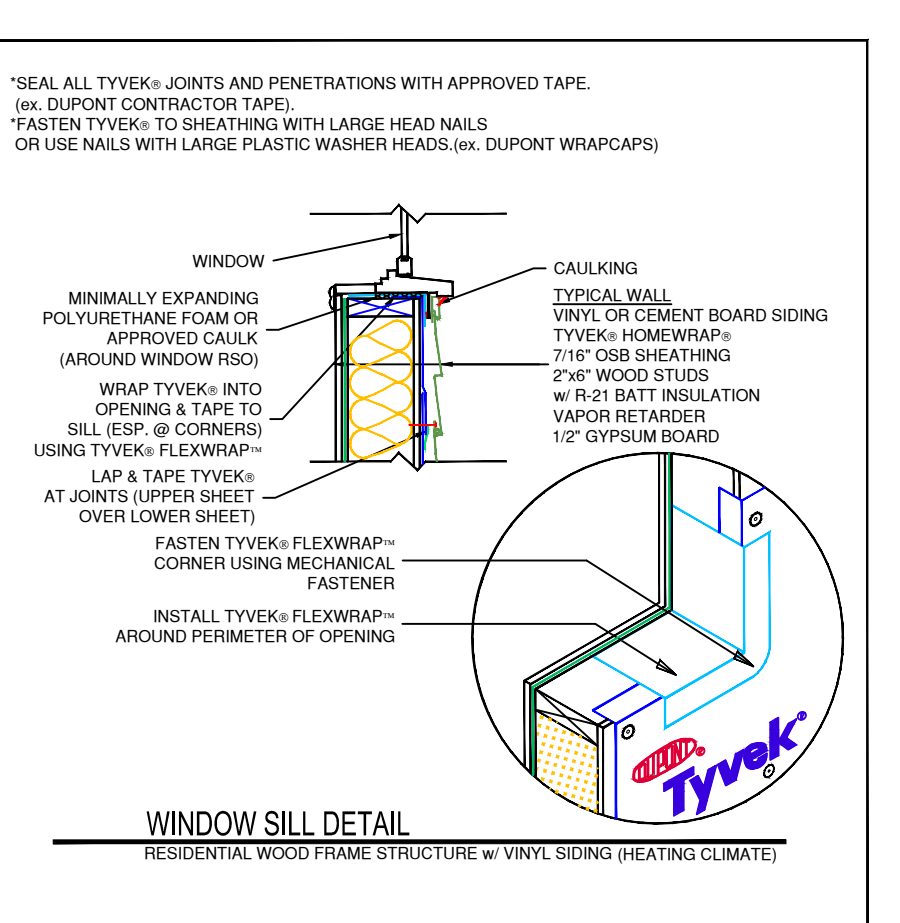 *SEAL ALL TYVEK® JOINTS AND PENETRATIONS WITH APPROVED TAPE.
(ex. DUPONT CONTRACTOR TAPE).
*FASTEN TYVEK® TO SHEATHING WITH LARGE HEAD NAILS
OR USE NAILS WITH LARGE PLASTIC WASHER HEADS.(ex. DUPONT WRAPCAPS)
WINDOW
MINIMALLY EXPANDING
POLYURETHANE FOAM OR
APPROVED CAULK
(AROUND WINDOW RSO)
WRAP TYVEK® INTO
OPENING & TAPE TO
SILL (ESP. @ CORNERS)
USING TYVEK® FLEXWRAP™
LAP & TAPE TYVEK®
AT JOINTS (UPPER SHEET
OVER LOWER SHEET)
CAULKING
TYPICAL WALL
VINYL OR CEMENT BOARD SIDING
TYVEK® HOMEWRAP®
7/16" OSB SHEATHING
2"x6" WOOD STUDS
w/ R-21 BATT INSULATION
VAPOR RETARDER
1/2" GYPSUM BOARD
FASTEN TYVEK® FLEXWRAP™
CORNER USING MECHANICAL
FASTENER
INSTALL TYVEK® FLEXWRAP™
AROUND PERIMETER OF OPENING
DUPONT®
Tyvek®
WINDOW SILL DETAIL
RESIDENTIAL WOOD FRAME STRUCTURE w/ VINYL SIDING (HEATING CLIMATE)